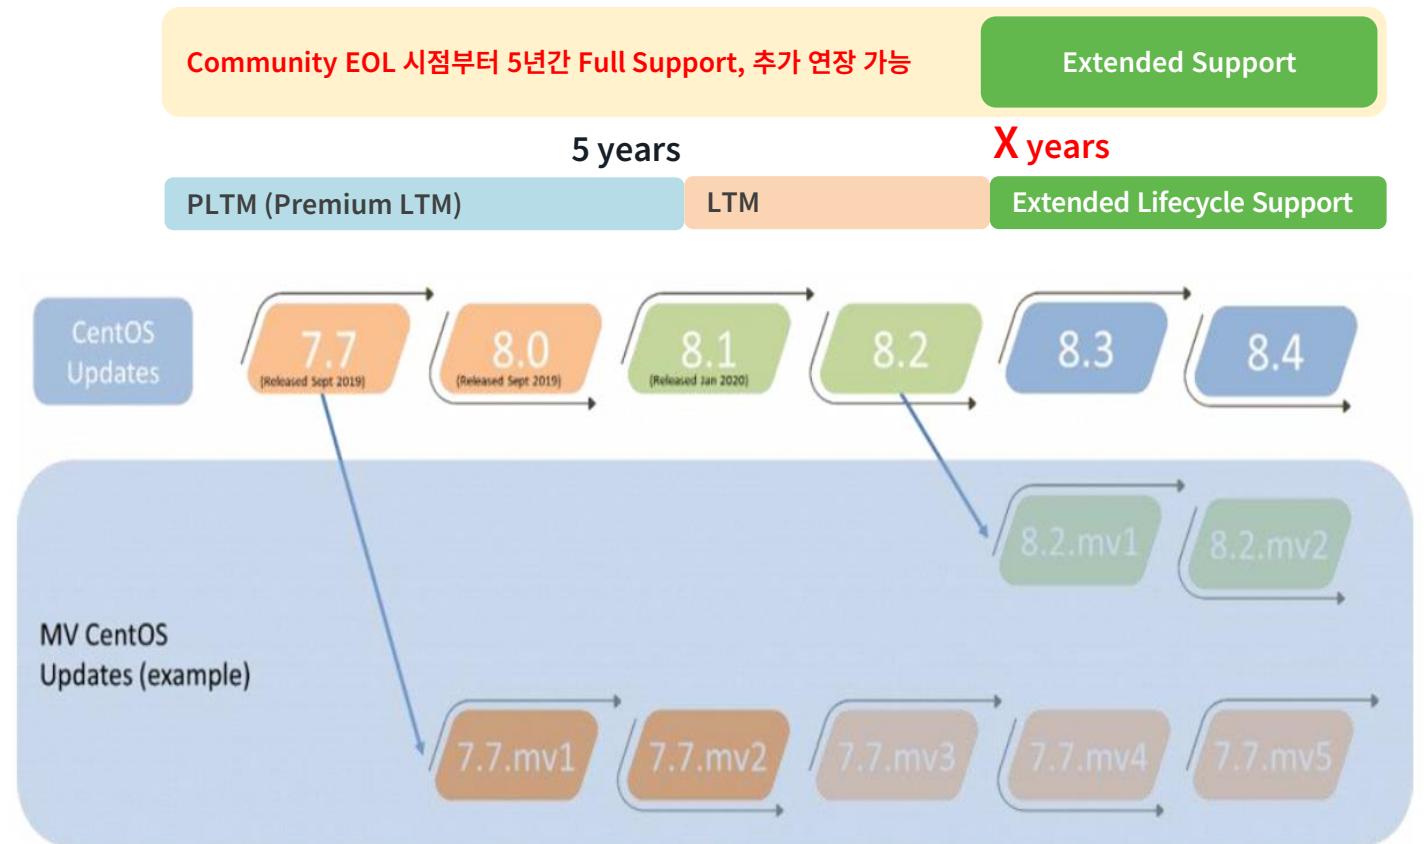 Community EOL 시점부터 5년간 Full Support, 추가 연장 가능
Extended Support
5 years
X years
PLTM (Premium LTM)
LTM
Extended Lifecycle Support
CentOS
Updates
7.7
(Released Sept 2019)
8.0
(Released Sept 2019)
8.1
(Released Jan 2020)
8.2
8.3
8.4
8.2.mv1
8.2.mv2
MV CentOS
Updates (example)
7.7.mv1
7.7.mv2
7.7.mv3
7.7.mv4
7.7.mv5